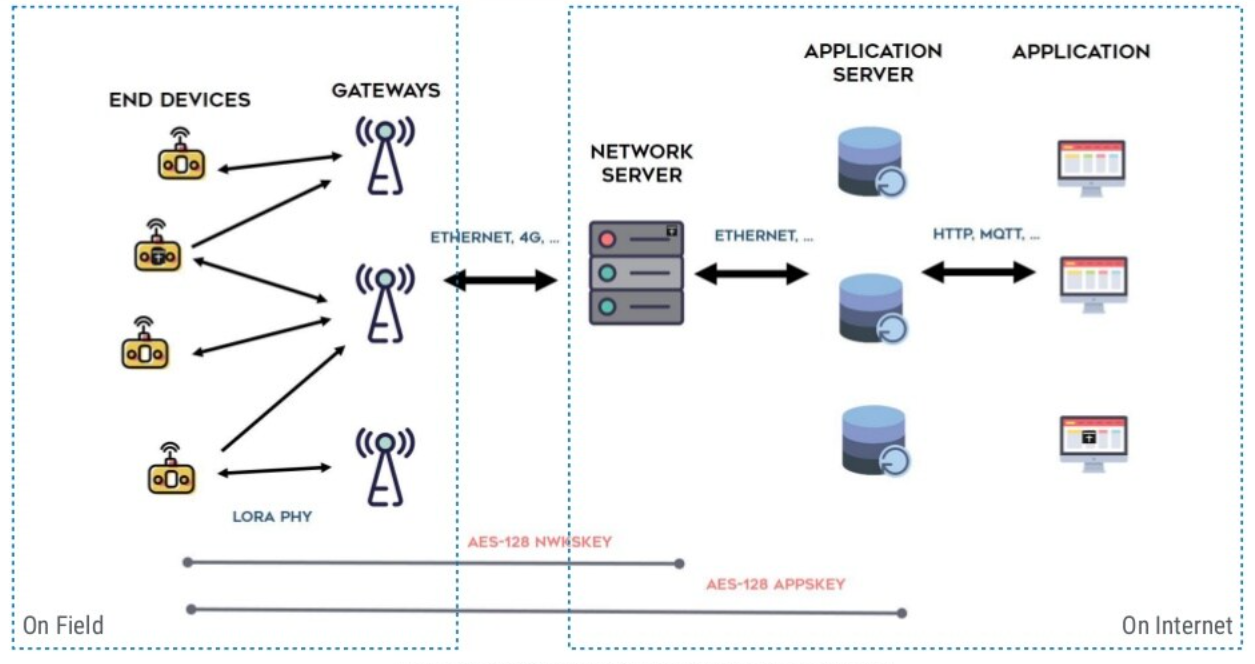 END DEVICES
GATEWAYS
NETWORK
SERVER
APPLICATION
SERVER
APPLICATION
ETHERNET, 4G, ...
ETHERNET, ...
HTTP, MQTT, ...
LORA PHY
AES-128 NWKSKEY
AES-128 APPSKEY
On Field
On Internet